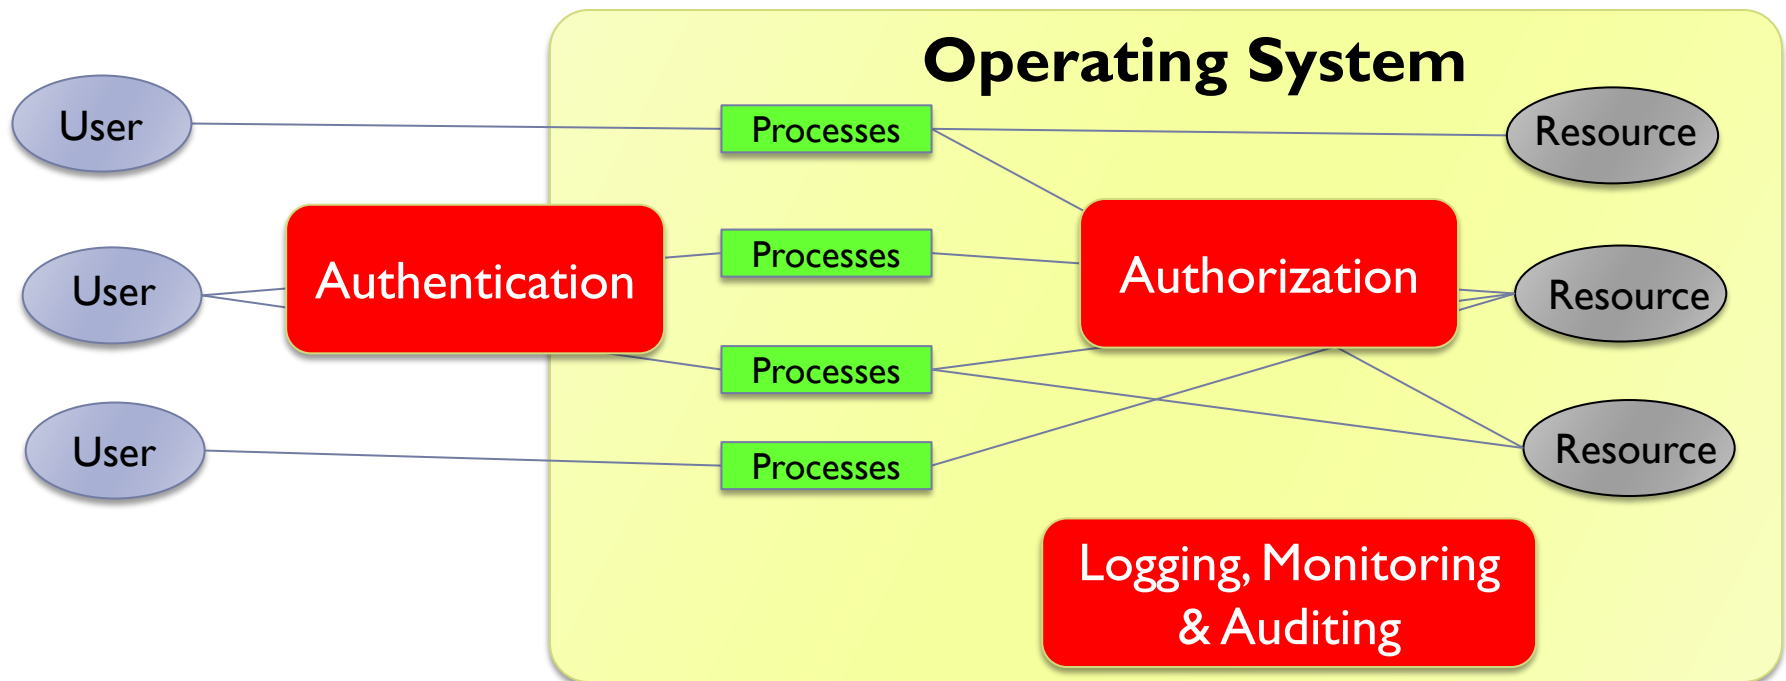 Operating System
User
Processes
Resource
Authentication
Processes
Authorization
User
Resource
Processes
User
Processes
Resource
Logging, Monitoring
& Auditing